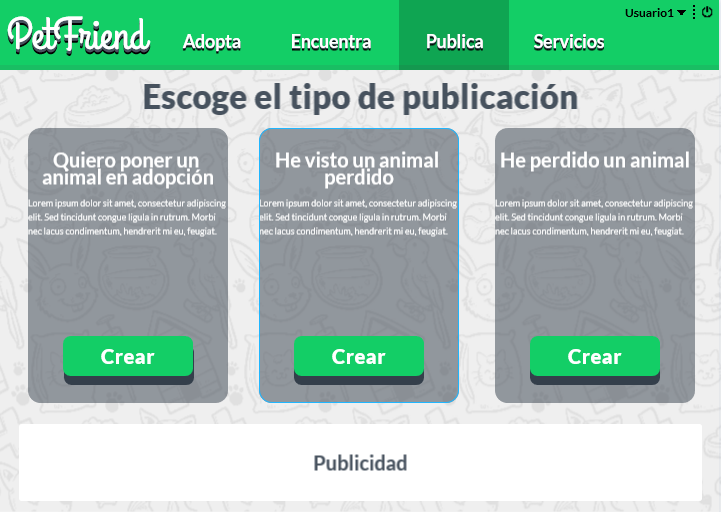 PetFriend
Adopta
Encuentra
Publica
Servicios
Usuario1
Escoge el tipo de publicación
Quiero poner un
animal en adopción
Lorem ipsum dolor sit amet, consectetur adipiscing
elit. Sed tincidunt congue ligula in rutrum. Morbi
nec lacus condimentum, hendrerit mi eu, feugiat.
Crear
He visto un animal
perdido
Lorem ipsum dolor sit amet, consectetur adipiscing
elit. Sed tincidunt congue ligula in rutrum. Morbi
nec lacus condimentum, hendrerit mi eu, feugiat.
Crear
He perdido un animal
Lorem ipsum dolor sit amet, consectetur adipiscing
elit. Sed tincidunt congue ligula in rutrum. Morbi
nec lacus condimentum, hendrerit mi eu, feugiat.
Crear
Publicidad